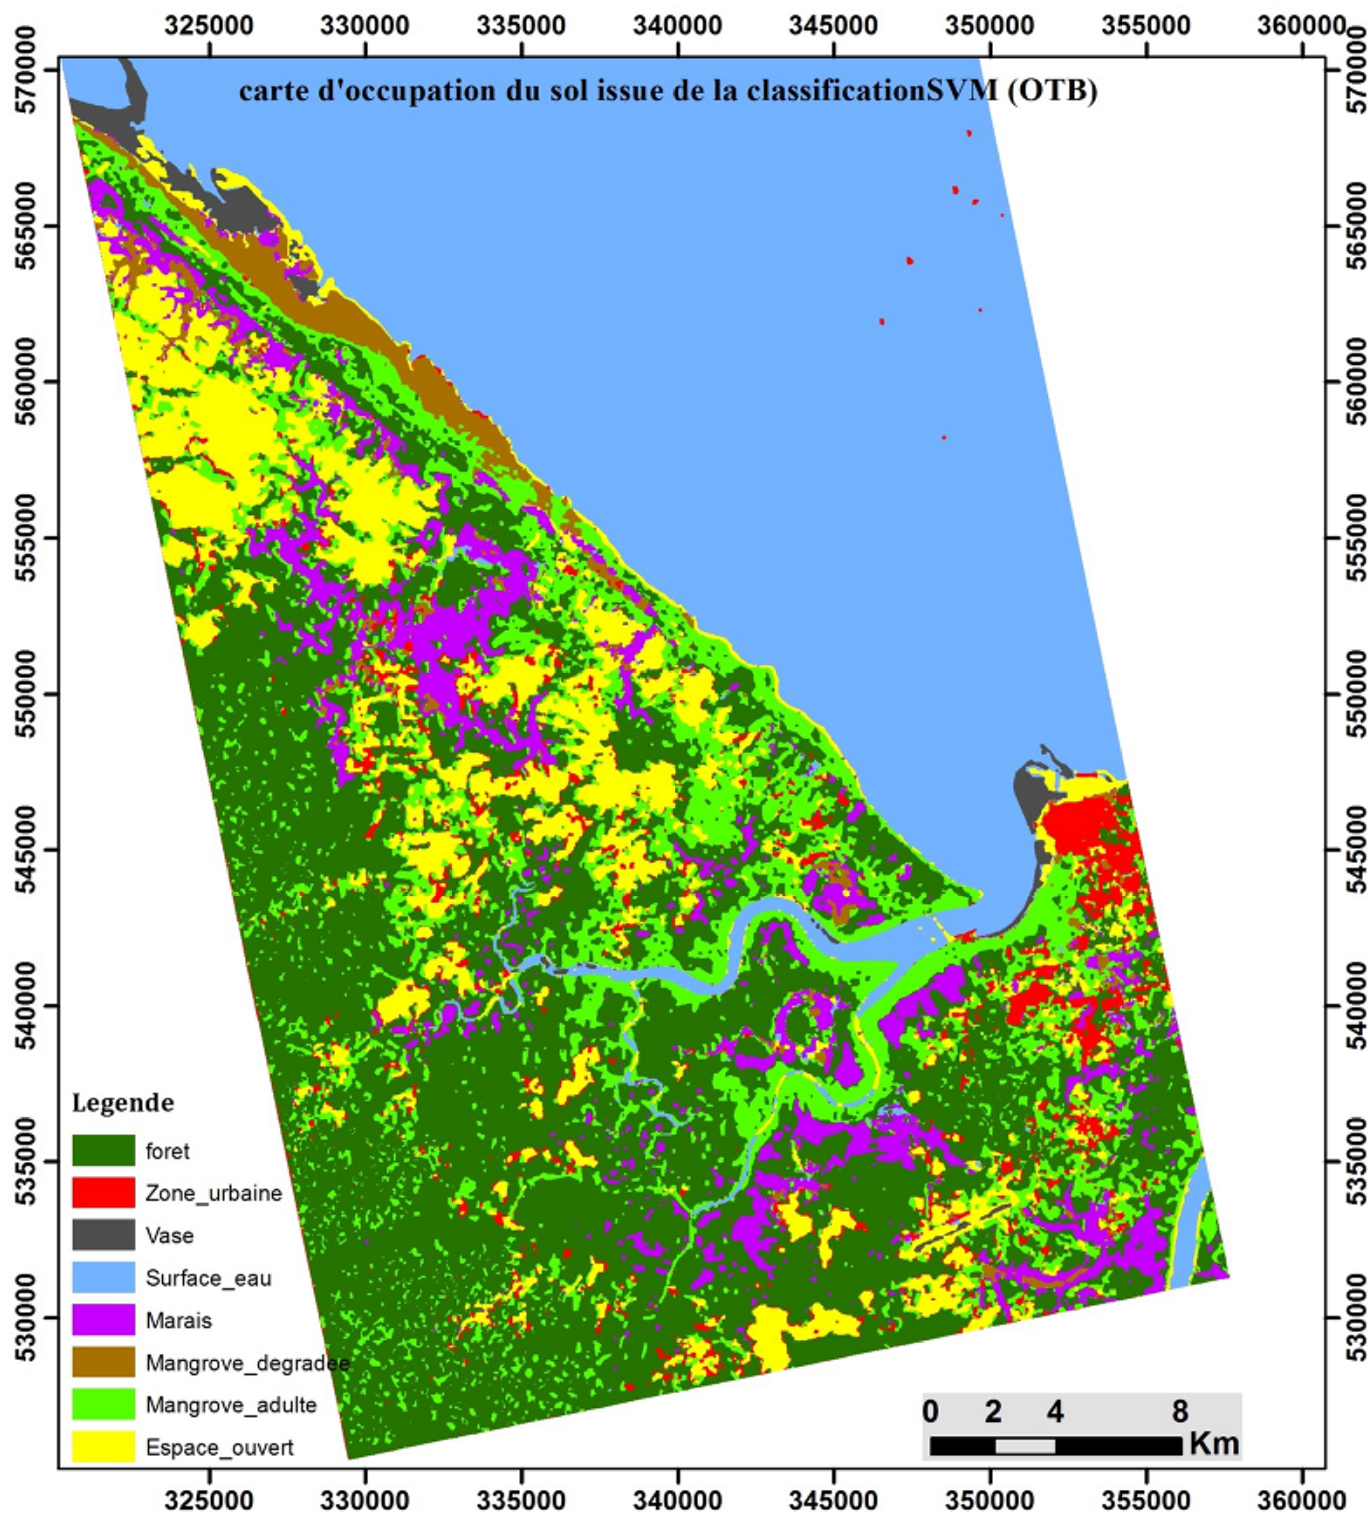 325000 330000 335000 340000 345000 350000 355000 360000
570000 570000
carte d'occupation du sol issue de la classificationSVM (OTB)
565000 565000
560000 560000
555000 555000
550000 550000
545000 545000
540000 540000
535000 535000
530000 530000
Legende
foret
Zone_urbaine
Vase
Surface_eau
Marais
Mangrove_degradee
Mangrove_adulte
Espace_ouvert
0 2 4 8
Km
325000 330000 335000 340000 345000 350000 355000 360000